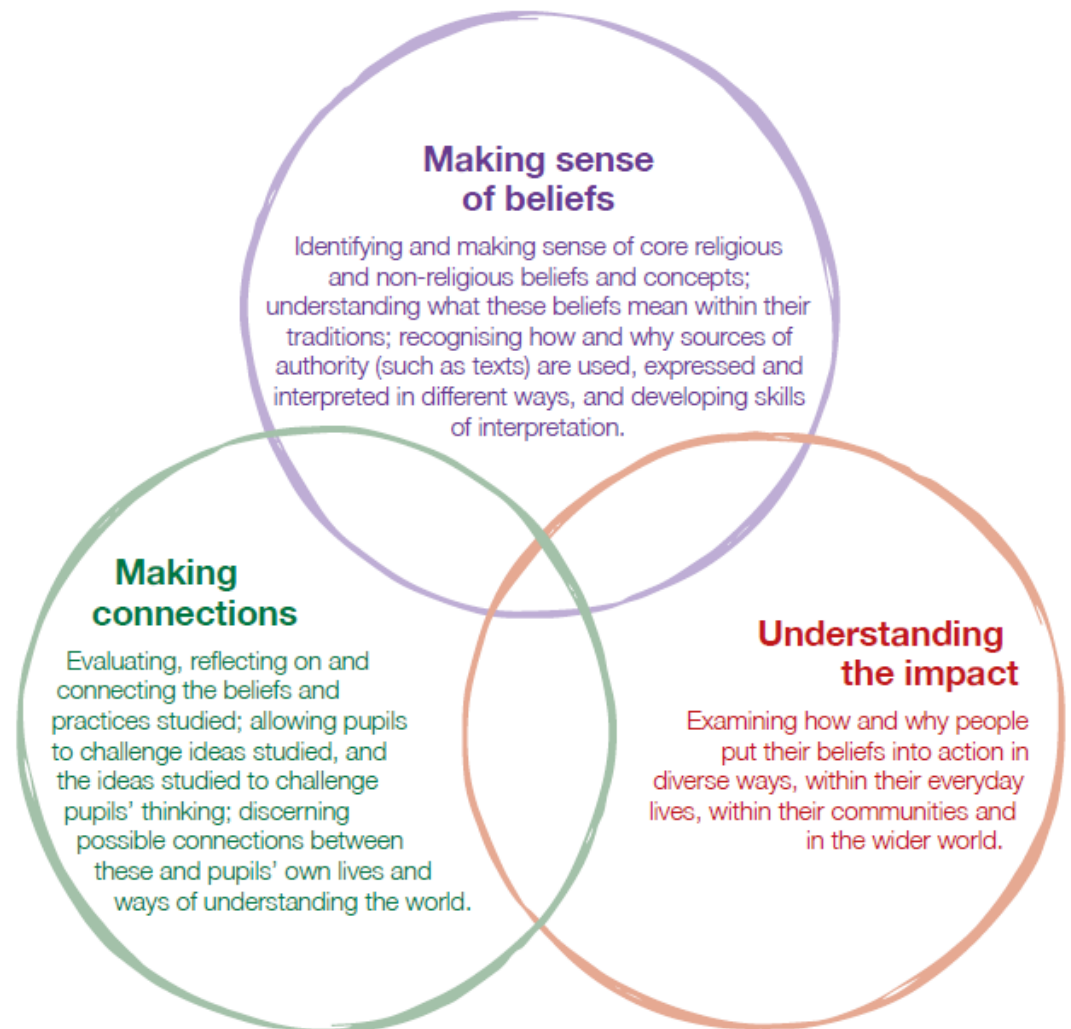 Making sense
of beliefs
Identifying and making sense of core religious
and non-religious beliefs and concepts;
understanding what these beliefs mean within their
traditions; recognising how and why sources of
authority (such as texts) are used, expressed and
interpreted in different ways, and developing skills
of interpretation.
Making
connections
Evaluating, reflecting on and
connecting the beliefs and
practices studied; allowing pupils
to challenge ideas studied, and
the ideas studied to challenge
pupils’ thinking; discerning
possible connections between
these and pupils’ own lives and
ways of understanding the world.
Understanding
the impact
Examining how and why people
put their beliefs into action in
diverse ways, within their everyday
lives, within their communities and
in the wider world.